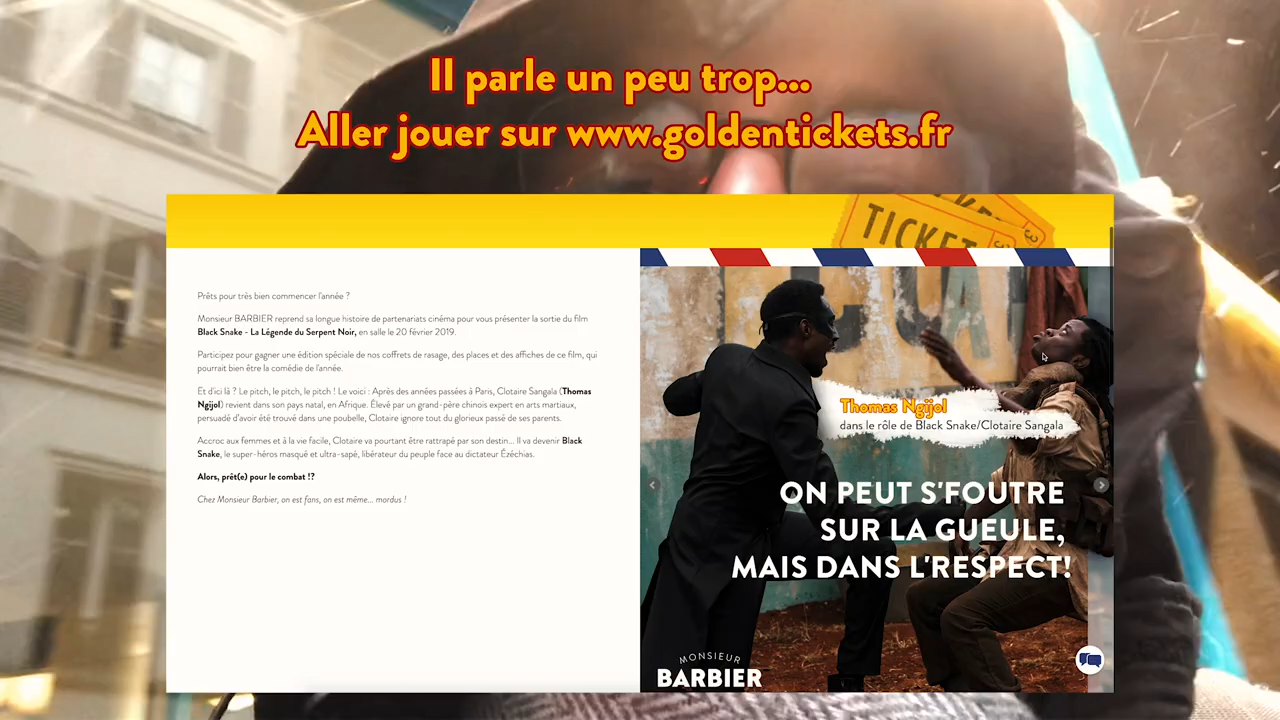 Il parle un peu trop...
Aller jouer sur www.goldentickets.fr
TICKET
Prêts pour très bien commencer l'année ?
Monsieur BARBIER reprend sa longue histoire de partenariats cinéma pour vous présenter la sortie du film
Black Snake - La Légende du Serpent Noir, en salle le 20 février 2019.
Participez pour gagner une édition spéciale de nos coffrets de rasage, des places et des affiches de ce film, qui
pourrait bien être la comédie de l'année.
Et d'ici là ? Le pitch, le pitch, le pitch ! Le voici : Après des années passées à Paris, Clotaire Sangala (Thomas
Ngijol) revient dans son pays natal, en Afrique. Élevé par un grand-père chinois expert en arts martiaux,
persuadé d'avoir été trouvé dans une poubelle, Clotaire ignore tout du glorieux passé de ses parents.
Accroc aux femmes et à la vie facile, Clotaire va pourtant être rattrapé par son destin... Il va devenir Black
Snake, le super-héros masqué et ultra-sapé, libérateur du peuple face au dictateur Ézéchias.
Alors, prêt(e) pour le combat !?
Chez Monsieur Barbier, on est fans, on est même... mordus !
Thomas Ngijol
dans le rôle de Black Snake/Clotaire Sangala
ON PEUT S'FOUTRE
SUR LA GUEULE,
MAIS DANS L'RESPECT!
MONSIEUR
BARBIER